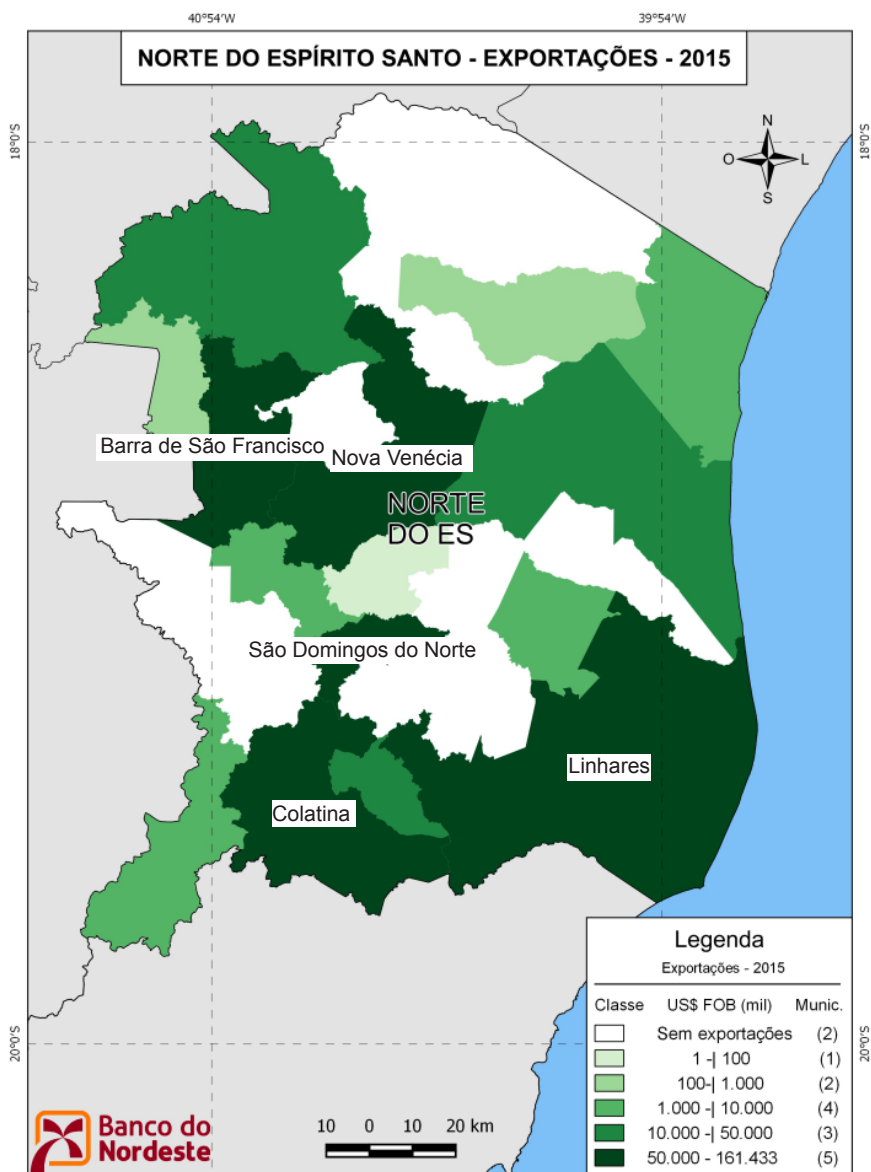 40°54'W
39°54'W
NORTE DO ESPÍRITO SANTO - EXPORTAÇÕES - 2015
18°0'S
18°0'S
N
O
L
S
Barra de São Francisco
Nova Venécia
NORTE
DO ES
São Domingos do Norte
Linhares
Colatina
Legenda
Exportações - 2015
Classe US$ FOB (mil) Munic.
Sem exportações (2)
1 -| 100 (1)
100-| 1.000 (2)
1.000 -| 10.000 (4)
10.000 -| 50.000 (3)
50.000 - 161.433 (5)
20°0'S
20°0'S
Banco do
Nordeste
10 0 10 20 km